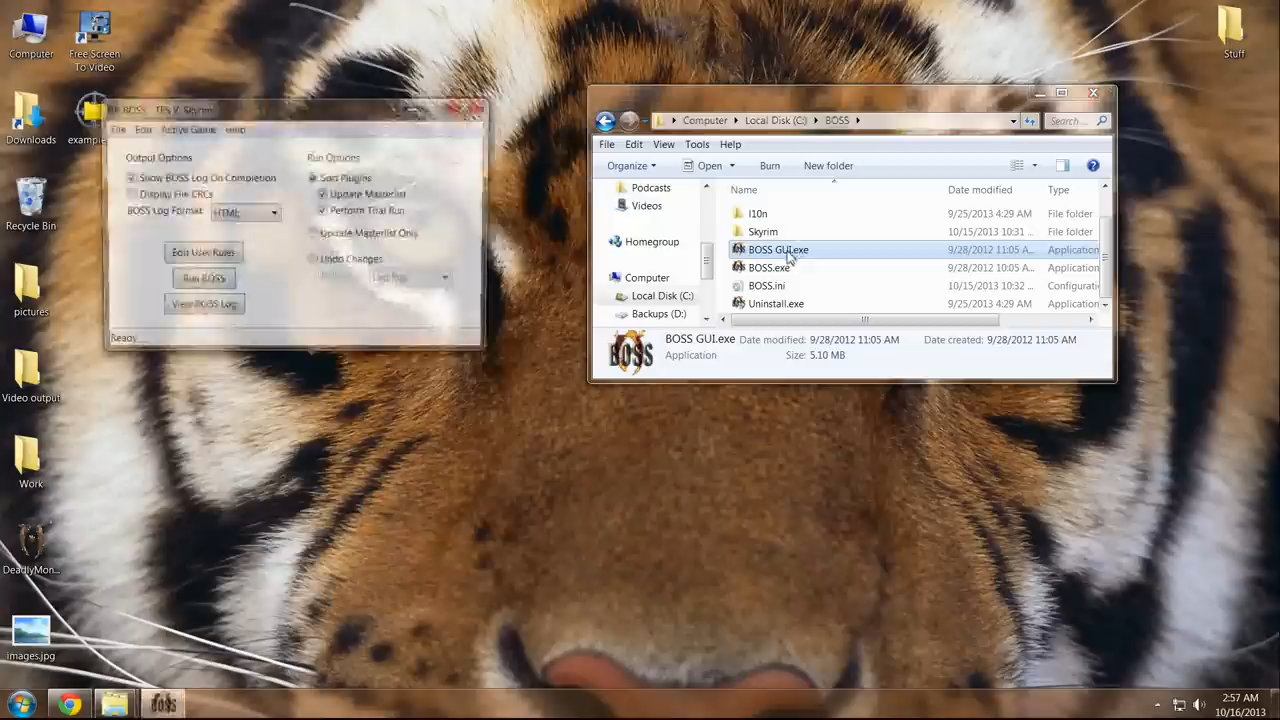 Computer
Free Screen
To Video
Stuff
Downloads
example
Recycle Bin
pictures
Video output
Work
DeadlyMon...
images.jpg
BOSS TES V: Skyrim
File Edit Active Game Help
Output Options
Show BOSS Log On Completion
Display File CRCs
BOSS Log Format: HTML
Edit User Rules
Run BOSS
View BOSS Log
Run Options
Sort Plugins
Update Masterlist
Perform Trial Run
Update Masterlist Only
Undo Changes
Ready...
Computer Local Disk (C:) BOSS
Search...
File Edit View Tools Help
Organize Open Burn New folder
Podcasts
Videos
Homegroup
Computer
Local Disk (C:)
Backups (D:)
Name Date modified Type
l10n 9/25/2013 4:29 AM File folder
Skyrim 10/15/2013 10:31 ... File folder
BOSS GUI.exe 9/28/2012 11:05 A... Application
BOSS.exe 9/28/2012 10:05 A... Application
BOSS.ini 10/15/2013 10:32 ... Configurati
Uninstall.exe 9/25/2013 4:29 AM Application
BOSS
BOSS GUI.exe Date modified: 9/28/2012 11:05 AM Date created: 9/28/2012 11:05 AM
Application Size: 5.10 MB
BOSS
2:57 AM
10/16/2013